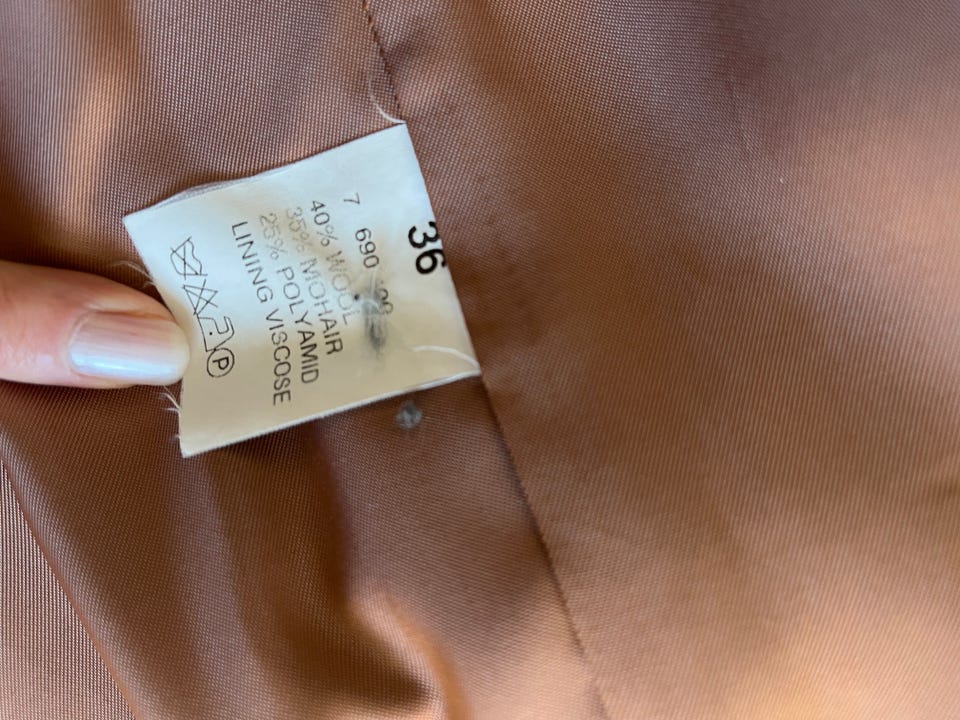 36
7 690
40% WOOL
35% MOHAIR
25% POLYAMID
LINING VISCOSE
P